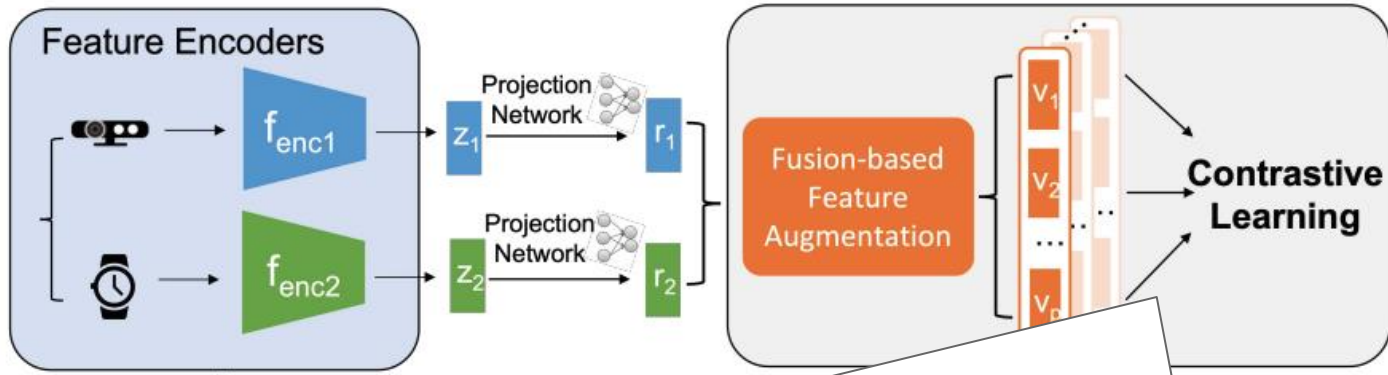 Feature Encoders
f_enc1
z_1
Projection
Network
r_1
f_enc2
z_2
Projection
Network
r_2
Fusion-based
Feature
Augmentation
v_1
v_2
...
v_p
Contrastive
Learning